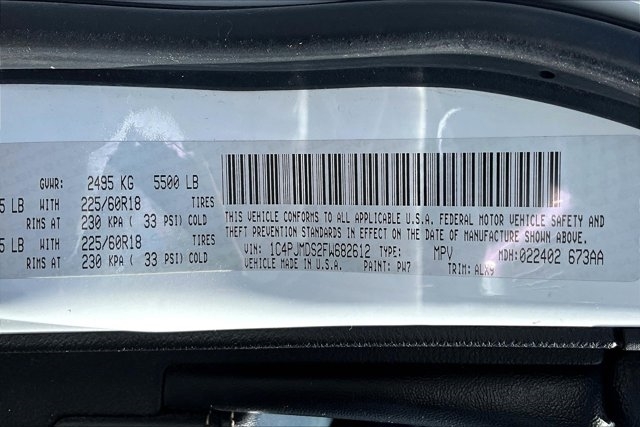 GVWR: 2495 KG 5500 LB
5 LB WITH 225/60R18 TIRES
RIMS AT 230 KPA ( 33 PSI) COLD
5 LB WITH 225/60R18 TIRES
RIMS AT 230 KPA ( 33 PSI) COLD
THIS VEHICLE CONFORMS TO ALL APPLICABLE U.S.A. FEDERAL MOTOR VEHICLE SAFETY AND
THEFT PREVENTION STANDARDS IN EFFECT ON THE DATE OF MANUFACTURE SHOWN ABOVE.
VIN: 1C4PJMDS2FW682612 TYPE: MPV MDH: 022402 673AA
VEHICLE MADE IN U.S.A. PAINT: PW7 TRIM: ALX9